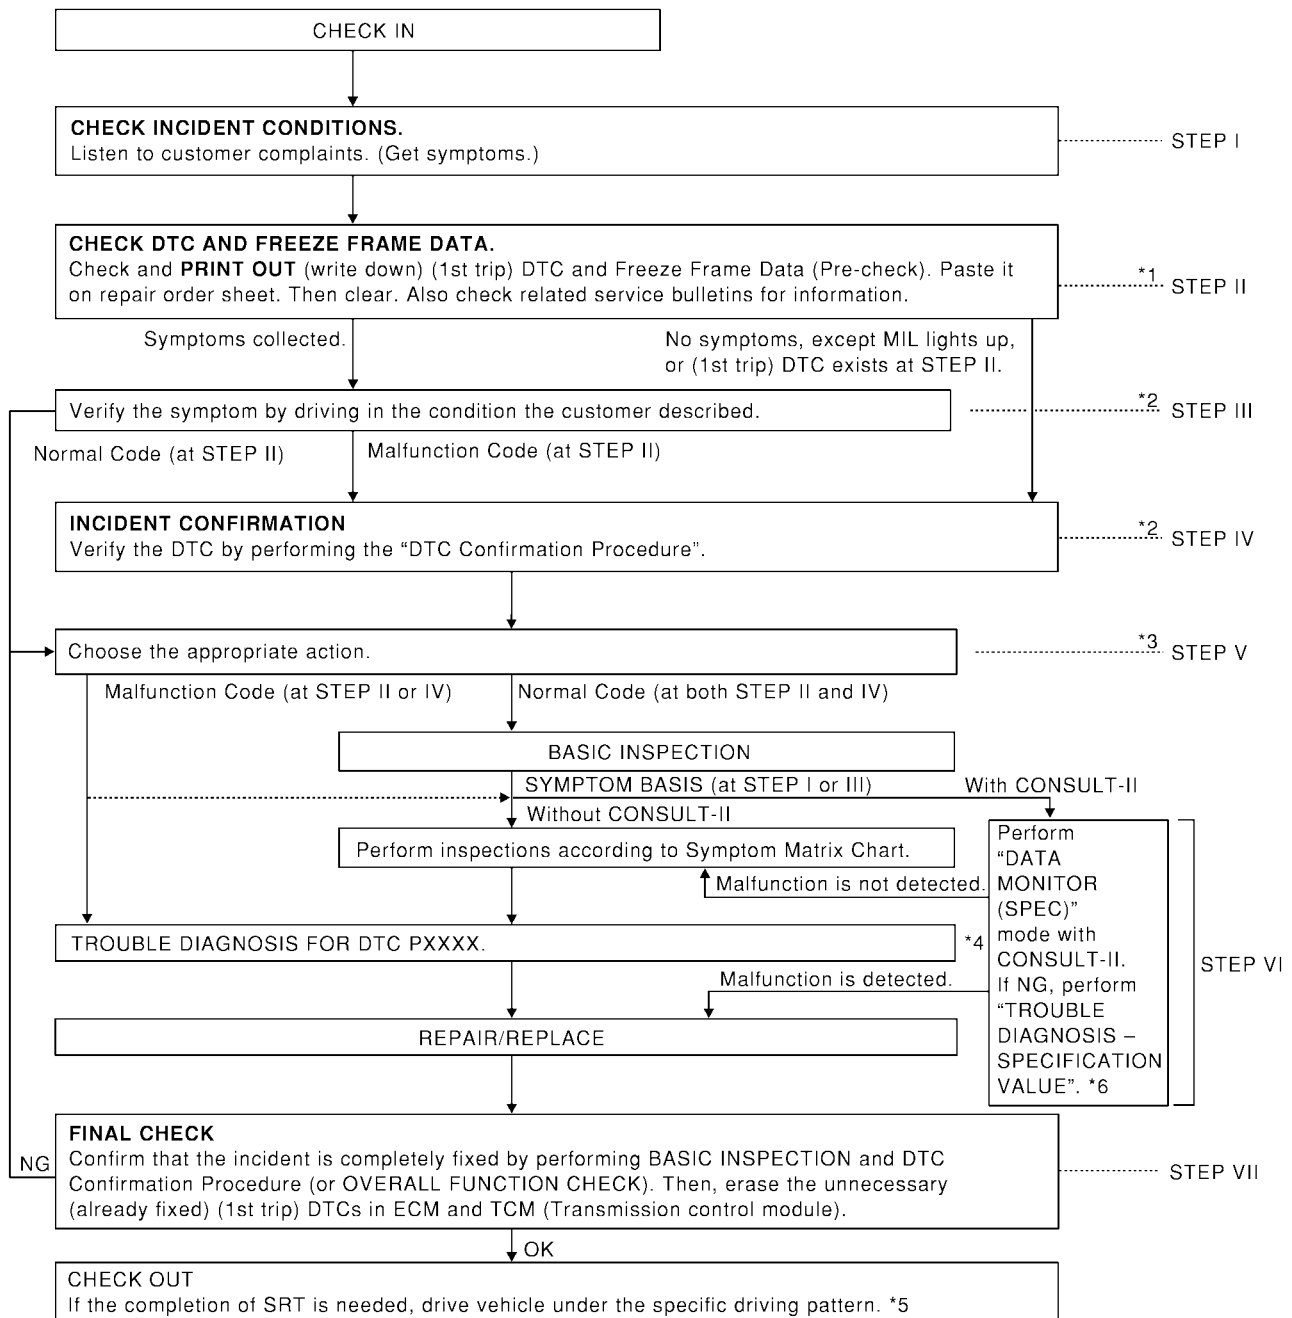 CHECK IN
CHECK INCIDENT CONDITIONS.
Listen to customer complaints. (Get symptoms.)
STEP I
CHECK DTC AND FREEZE FRAME DATA.
Check and PRINT OUT (write down) (1st trip) DTC and Freeze Frame Data (Pre-check). Paste it
on repair order sheet. Then clear. Also check related service bulletins for information.
*1 STEP II
Symptoms collected.
No symptoms, except MIL lights up,
or (1st trip) DTC exists at STEP II.
Verify the symptom by driving in the condition the customer described.
*2 STEP III
Normal Code (at STEP II)
Malfunction Code (at STEP II)
INCIDENT CONFIRMATION
Verify the DTC by performing the “DTC Confirmation Procedure”.
*2 STEP IV
Choose the appropriate action.
*3 STEP V
Malfunction Code (at STEP II or IV)
Normal Code (at both STEP II and IV)
BASIC INSPECTION
SYMPTOM BASIS (at STEP I or III)
With CONSULT-II
Without CONSULT-II
Perform inspections according to Symptom Matrix Chart.
Malfunction is not detected.
TROUBLE DIAGNOSIS FOR DTC PXXXX.
*4
Malfunction is detected.
REPAIR/REPLACE
Perform
“DATA
MONITOR
(SPEC)”
mode with
CONSULT-II.
If NG, perform
“TROUBLE
DIAGNOSIS –
SPECIFICATION
VALUE”. *6
STEP VI
FINAL CHECK
Confirm that the incident is completely fixed by performing BASIC INSPECTION and DTC
Confirmation Procedure (or OVERALL FUNCTION CHECK). Then, erase the unnecessary
(already fixed) (1st trip) DTCs in ECM and TCM (Transmission control module).
NG
STEP VII
OK
CHECK OUT
If the completion of SRT is needed, drive vehicle under the specific driving pattern. *5